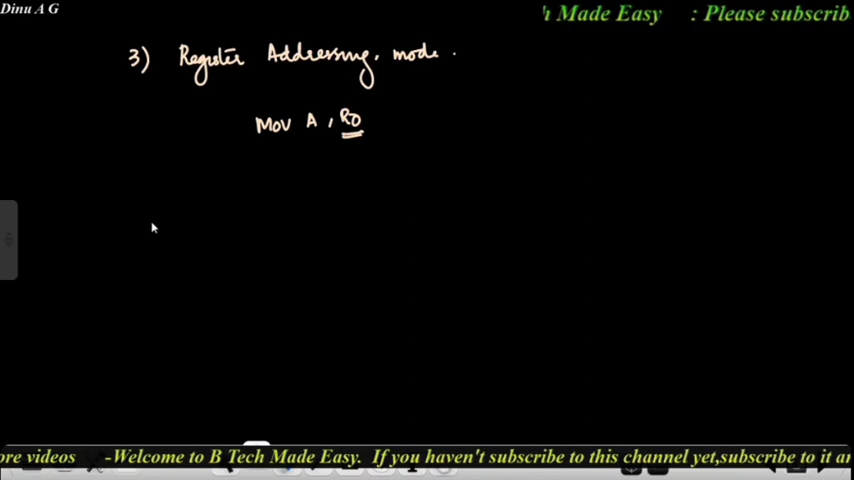 Dinu A G
h Made Easy : Please subscrib
3) Register Addressing mode.
Mov A, R0
ore videos -Welcome to B Tech Made Easy. If you haven't subscribe to this channel yet,subscribe to it an